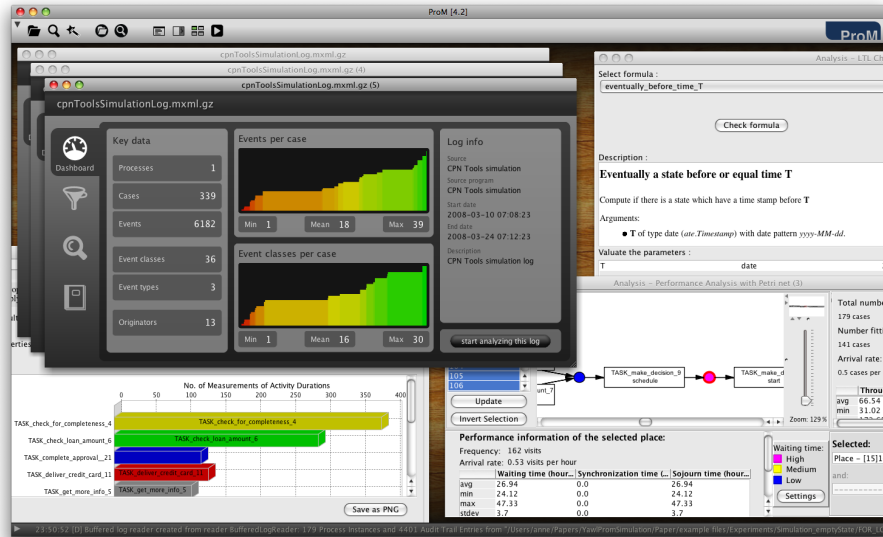 ProM [4.2]
ProM
cpnToolsSimulationLog.mxml.gz
cpnToolsSimulationLog.mxml.gz (4)
cpnToolsSimulationLog.mxml.gz (5)
cpnToolsSimulationLog.mxml.gz
Dashboard
Key data
Processes 1
Cases 339
Events 6182
Event classes 36
Event types 3
Originators 13
Events per case
Min 1 Mean 18 Max 39
Event classes per case
Min 1 Mean 16 Max 30
Log info
Source
CPN Tools simulation
Source program
CPN Tools simulation
Start date
2008-03-10 07:08:23
End date
2008-03-24 07:12:23
Description
CPN Tools simulation log
start analyzing this log
Analysis - LTL Ch
Select formula :
eventually_before_time_T
Check formula
Description :
Eventually a state before or equal time T
Compute if there is a state which have a time stamp before T
Arguments:
• T of type date (ate.Timestamp) with date pattern yyyy-MM-dd.
Valuate the parameters :
T date
Analysis - Performance Analysis with Petri net (3)
105
106
Update
Invert Selection
TASK_make_decision_9
schedule
TASK_make_d
start
Zoom: 129 %
Total numbe
179 cases
Number fitti
141 cases
Arrival rate:
0.5 cases per
Throu
avg 66.54
min 31.02
No. of Measurements of Activity Durations
0 50 100 150 200 250 300 350 400
TASK_check_for_completeness_4 TASK_check_for_completeness_4
TASK_check_loan_amount_6 TASK_check_loan_amount_6
TASK_complete_approval__21
TASK_deliver_credit_card_11 TASK_deliver_credit_card_11
TASK_get_more_info_5 TASK_get_more_info_5
Save as PNG
Performance information of the selected place:
Frequency: 162 visits
Arrival rate: 0.53 visits per hour
Waiting time (hour... Synchronization time (... Sojourn time (hour...
avg 26.94 0.0 26.94
min 24.12 0.0 24.12
max 47.33 0.0 47.33
stdev 3.7 0.0 3.7
Waiting time:
High
Medium
Low
Settings
Selected:
Place - [15]1
and:
23:50:52 [D] Buffered log reader created from reader BufferedLogReader: 179 Process Instances and 4401 Audit Trail Entries from "/Users/anne/Papers/YawlPromSimulation/Paper/example files/Experiments/Simulation_emptyState/FOR_LO